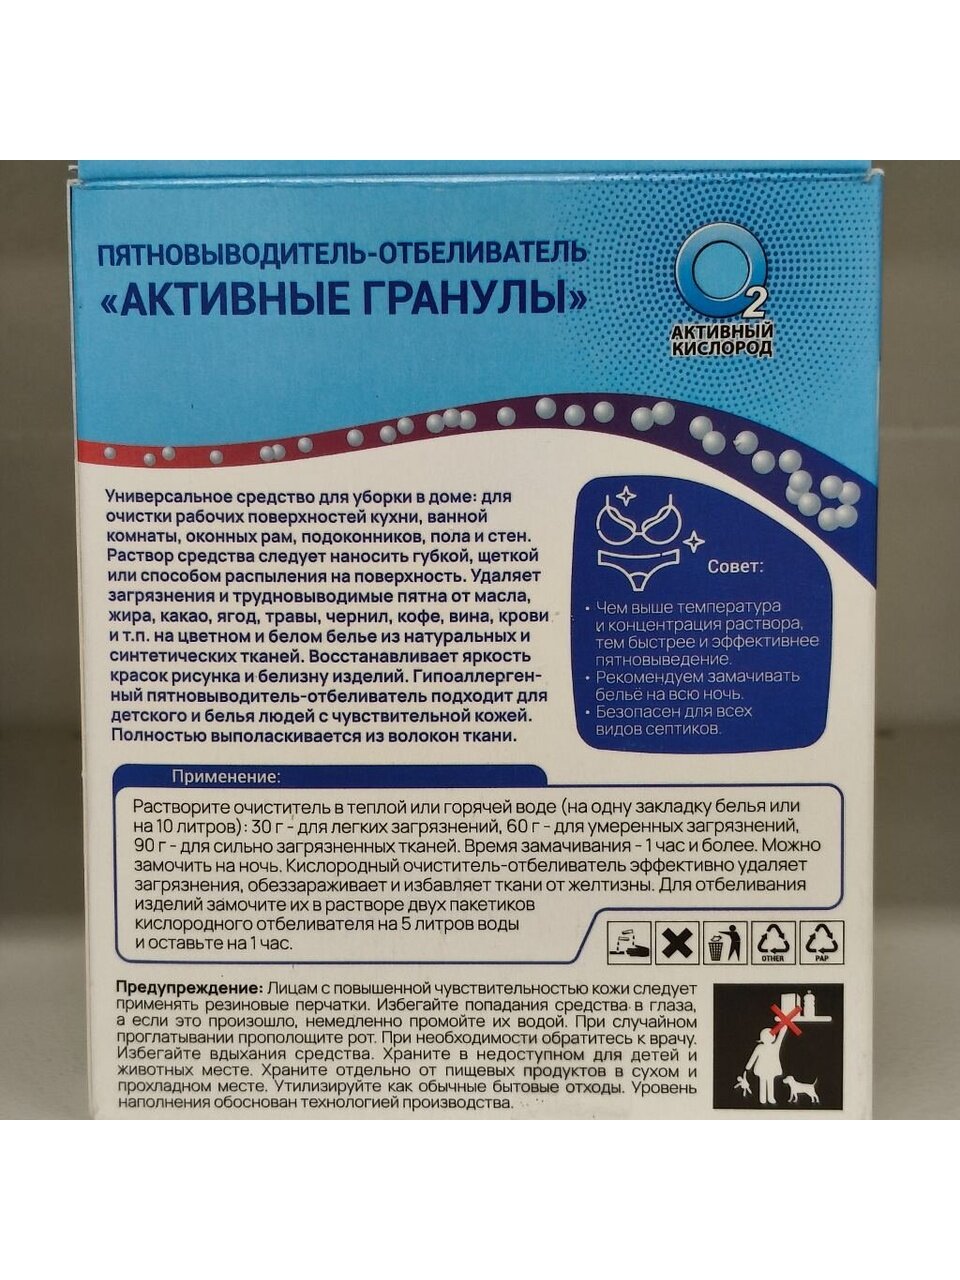 ПЯТНОВЫВОДИТЕЛЬ-ОТБЕЛИВАТЕЛЬ
«АКТИВНЫЕ ГРАНУЛЫ»
O2
АКТИВНЫЙ
КИСЛОРОД
Универсальное средство для уборки в доме: для
очистки рабочих поверхностей кухни, ванной
комнаты, оконных рам, подоконников, пола и стен.
Раствор средства следует наносить губкой, щеткой
или способом распыления на поверхность. Удаляет
загрязнения и трудновыводимые пятна от масла,
жира, какао, ягод, травы, чернил, кофе, вина, крови
и т.п. на цветном и белом белье из натуральных и
синтетических тканей. Восстанавливает яркость
красок рисунка и белизну изделий. Гипоаллерген-
ный пятновыводитель-отбеливатель подходит для
детского и белья людей с чувствительной кожей.
Полностью выполаскивается из волокон ткани.
Совет:
• Чем выше температура
и концентрация раствора,
тем быстрее и эффективнее
пятновыведение.
• Рекомендуем замачивать
бельё на всю ночь.
• Безопасен для всех
видов септиков.
Применение:
Растворите очиститель в теплой или горячей воде (на одну закладку белья или
на 10 литров): 30 г - для легких загрязнений, 60 г - для умеренных загрязнений,
90 г - для сильно загрязненных тканей. Время замачивания - 1 час и более. Можно
замочить на ночь. Кислородный очиститель-отбеливатель эффективно удаляет
загрязнения, обеззараживает и избавляет ткани от желтизны. Для отбеливания
изделий замочите их в растворе двух пакетиков
кислородного отбеливателя на 5 литров воды
и оставьте на 1 час.
OTHER
PAP
Предупреждение: Лицам с повышенной чувствительностью кожи следует
применять резиновые перчатки. Избегайте попадания средства в глаза,
а если это произошло, немедленно промойте их водой. При случайном
проглатывании прополощите рот. При необходимости обратитесь к врачу.
Избегайте вдыхания средства. Храните в недоступном для детей и
животных месте. Храните отдельно от пищевых продуктов в сухом и
прохладном месте. Утилизируйте как обычные бытовые отходы. Уровень
наполнения обоснован технологией производства.